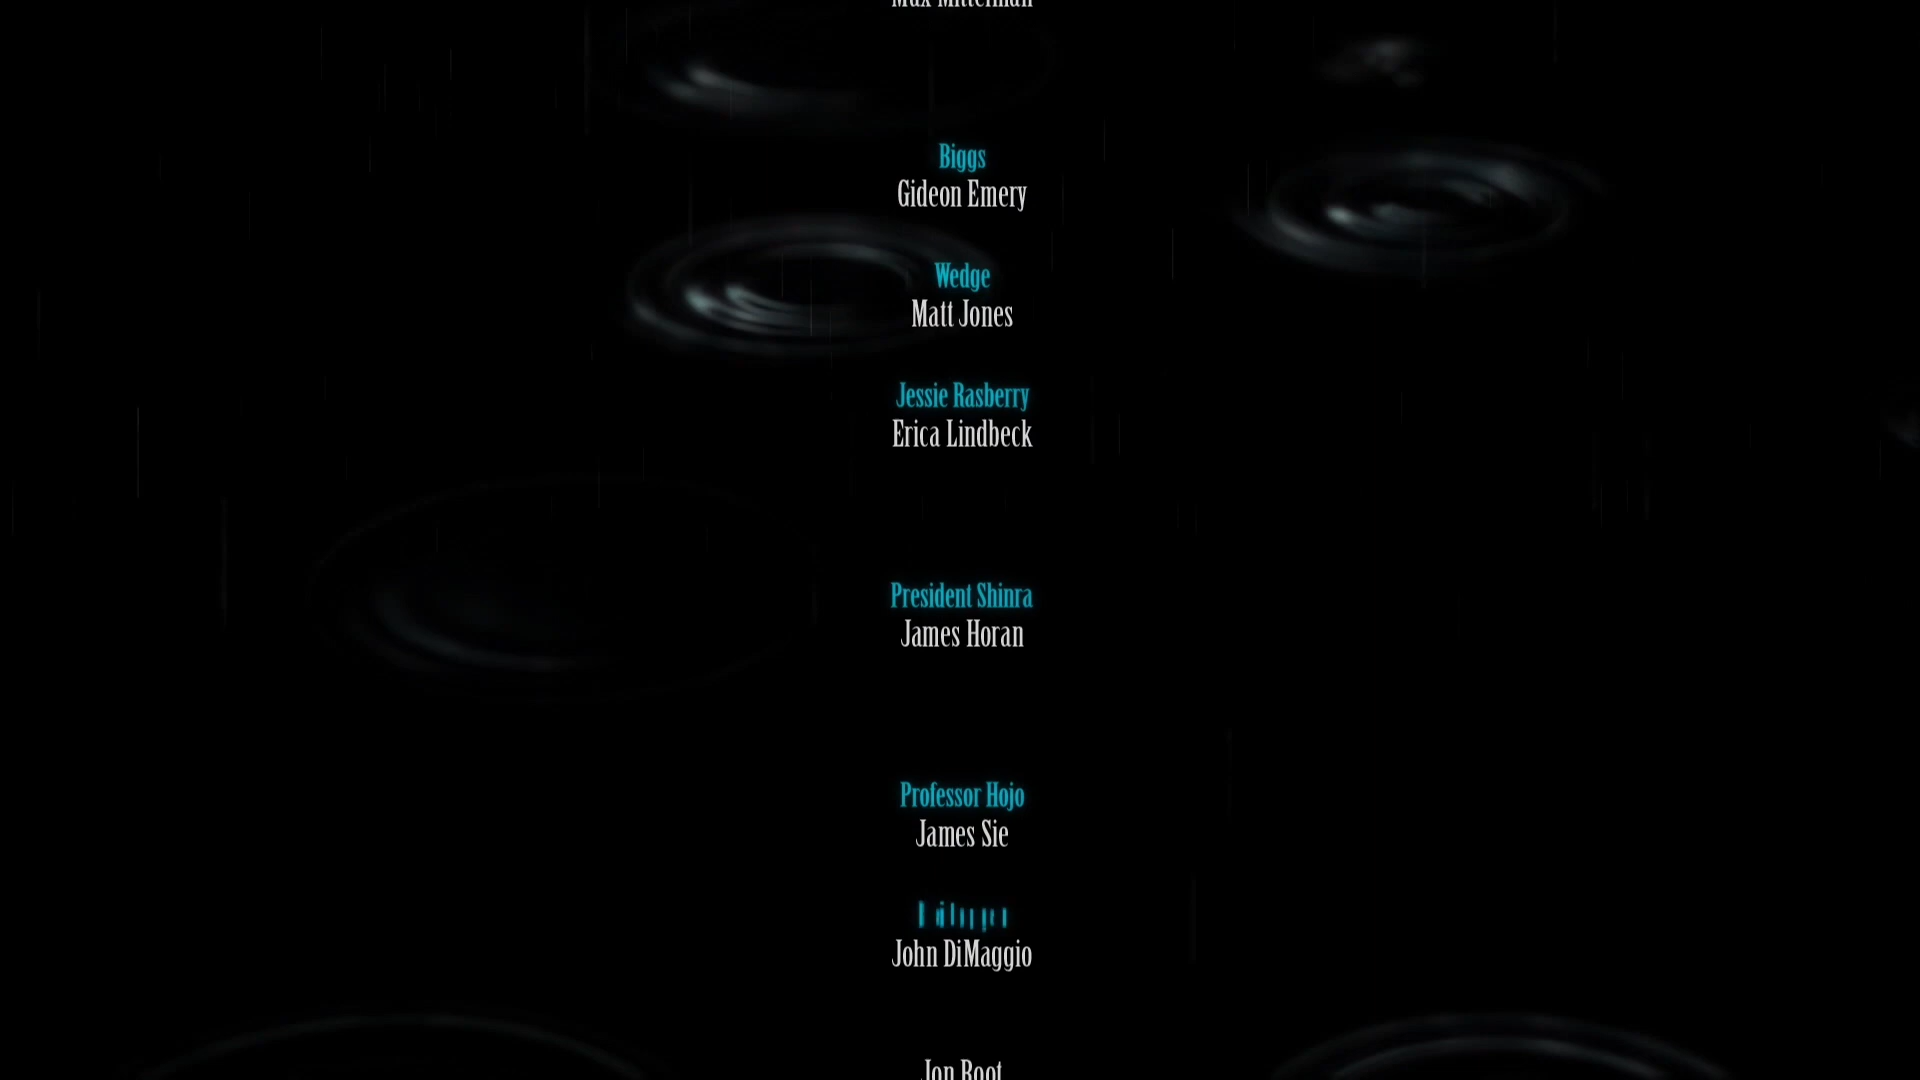 Biggs
Gideon Emery
Wedge
Matt Jones
Jessie Rasberry
Erica Lindbeck
President Shinra
James Horan
Professor Hojo
James Sie
John DiMaggio
Jon Root